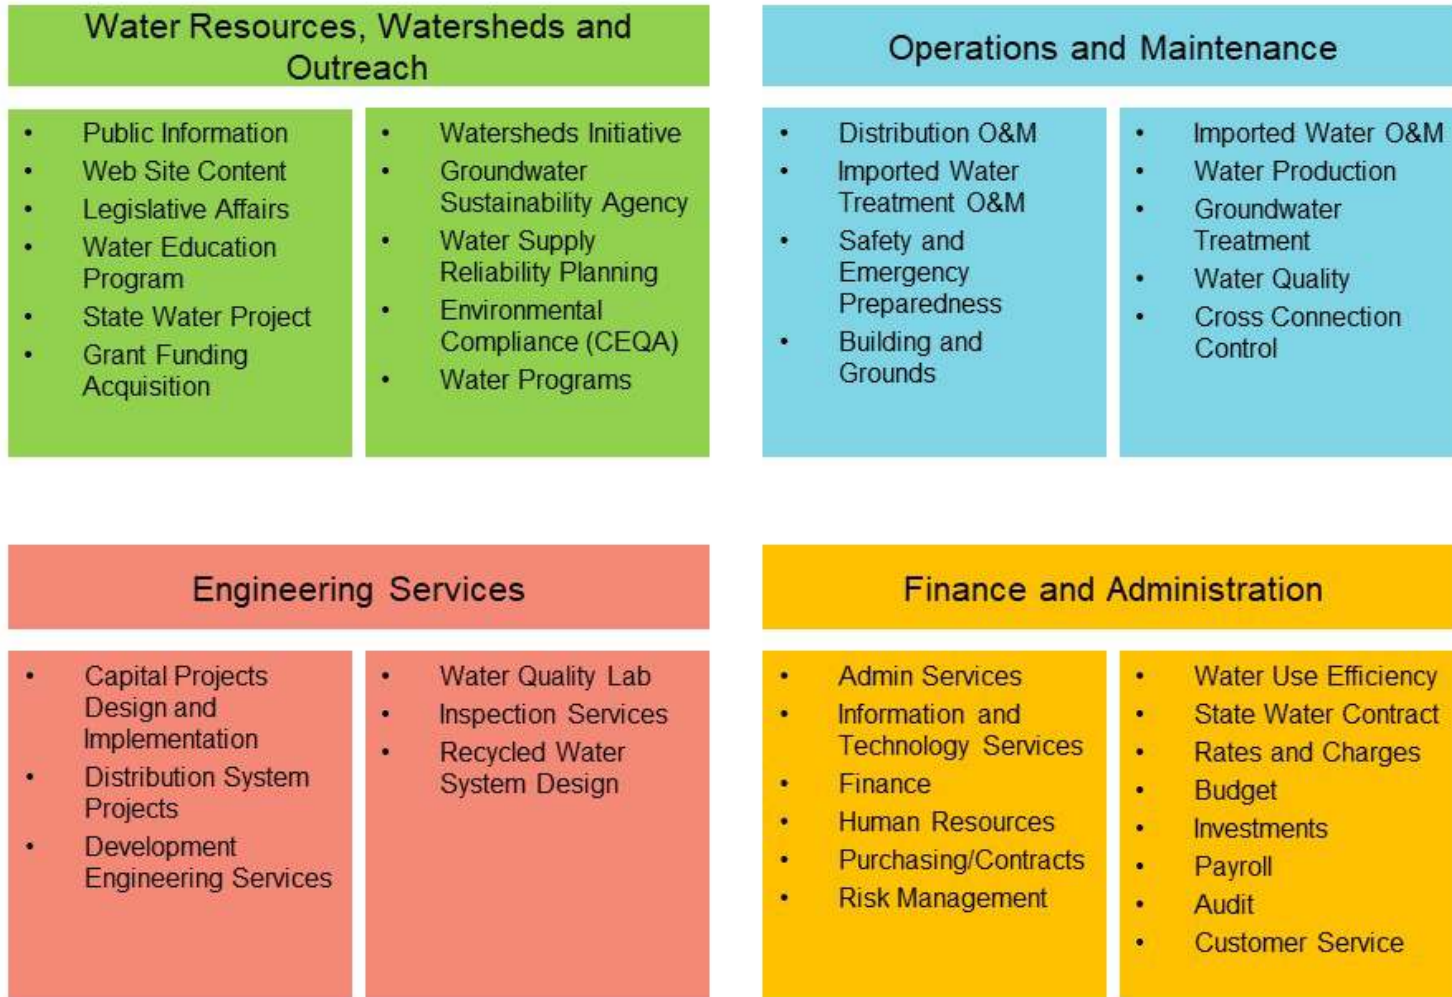 Water Resources, Watersheds and
Outreach
• Public Information
• Web Site Content
• Legislative Affairs
• Water Education
Program
• State Water Project
• Grant Funding
Acquisition
• Watersheds Initiative
• Groundwater
Sustainability Agency
• Water Supply
Reliability Planning
• Environmental
Compliance (CEQA)
• Water Programs
Operations and Maintenance
• Distribution O&M
• Imported Water
Treatment O&M
• Safety and
Emergency
Preparedness
• Building and
Grounds
• Imported Water O&M
• Water Production
• Groundwater
Treatment
• Water Quality
• Cross Connection
Control
Engineering Services
• Capital Projects
Design and
Implementation
• Distribution System
Projects
• Development
Engineering Services
• Water Quality Lab
• Inspection Services
• Recycled Water
System Design
Finance and Administration
• Admin Services
• Information and
Technology Services
• Finance
• Human Resources
• Purchasing/Contracts
• Risk Management
• Water Use Efficiency
• State Water Contract
• Rates and Charges
• Budget
• Investments
• Payroll
• Audit
• Customer Service